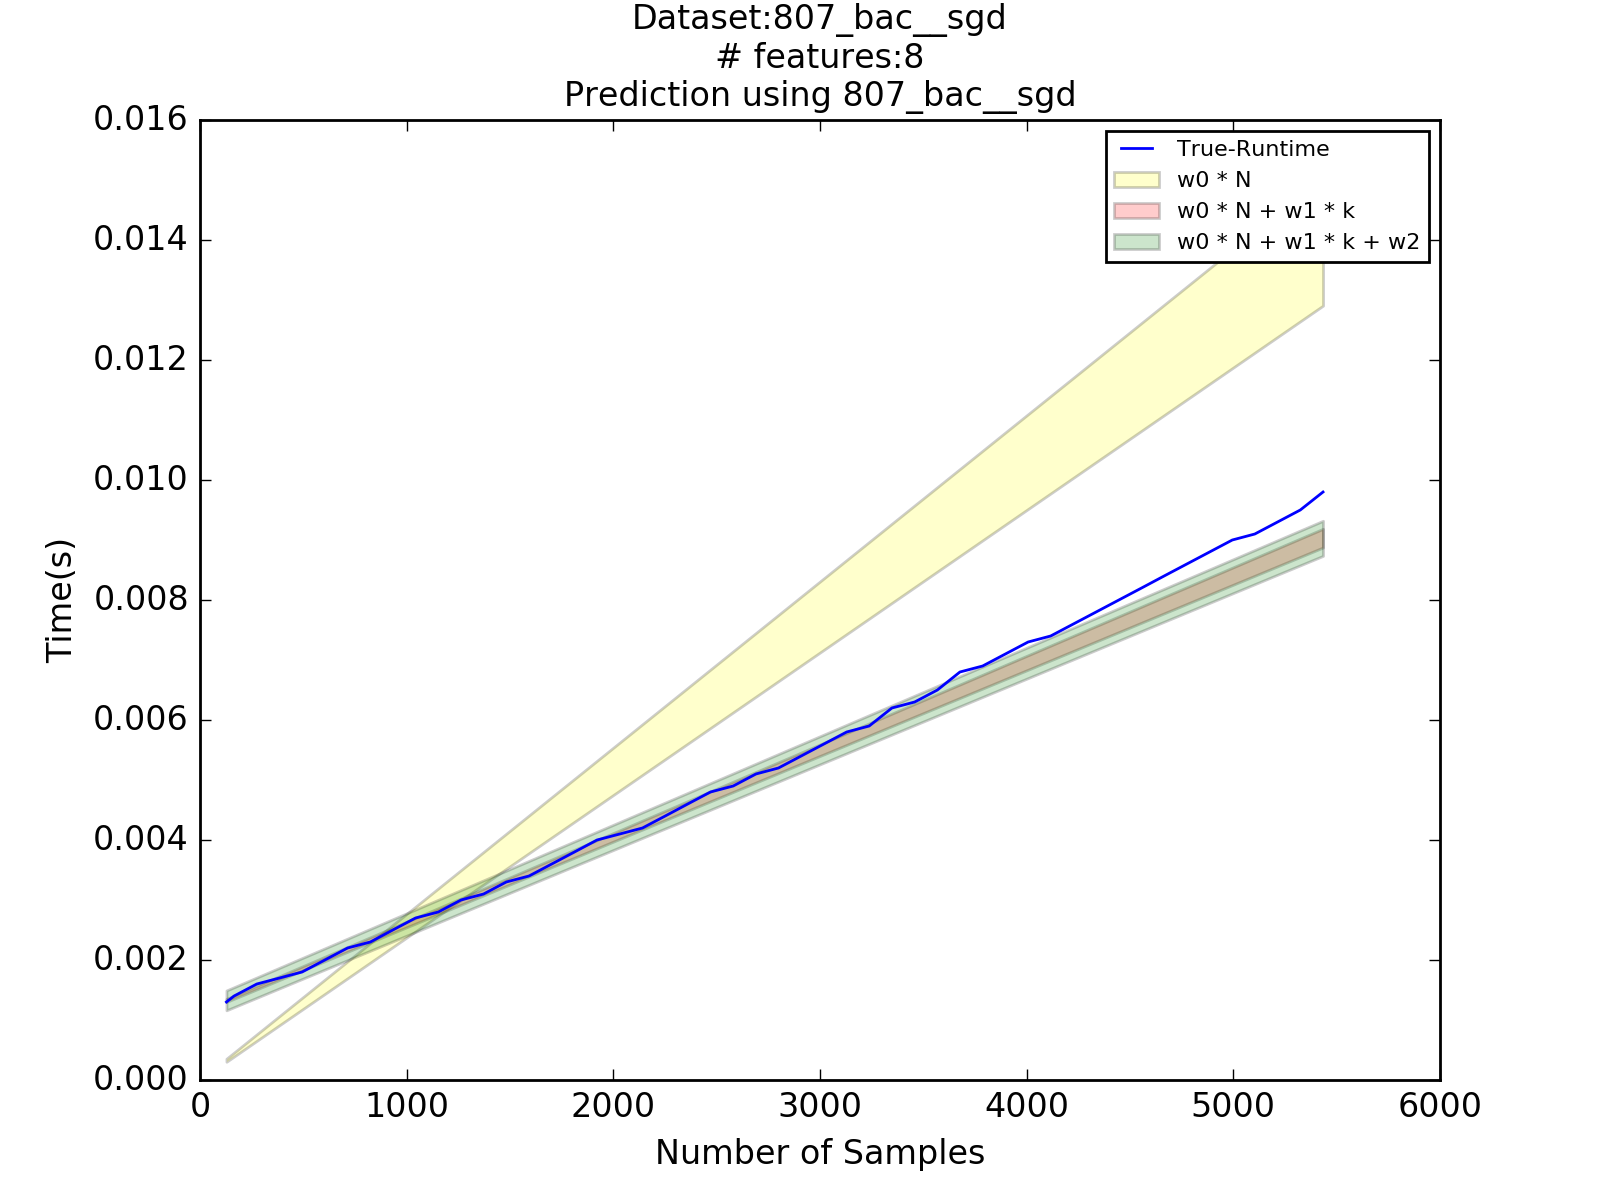 Dataset:807_bac__sgd
# features:8
Prediction using 807_bac__sgd
0.016
0.014
0.012
0.010
0.008
0.006
0.004
0.002
0.000
Time(s)
True-Runtime
w0 * N
w0 * N + w1 * k
w0 * N + w1 * k + w2
0 1000 2000 3000 4000 5000 6000
Number of Samples